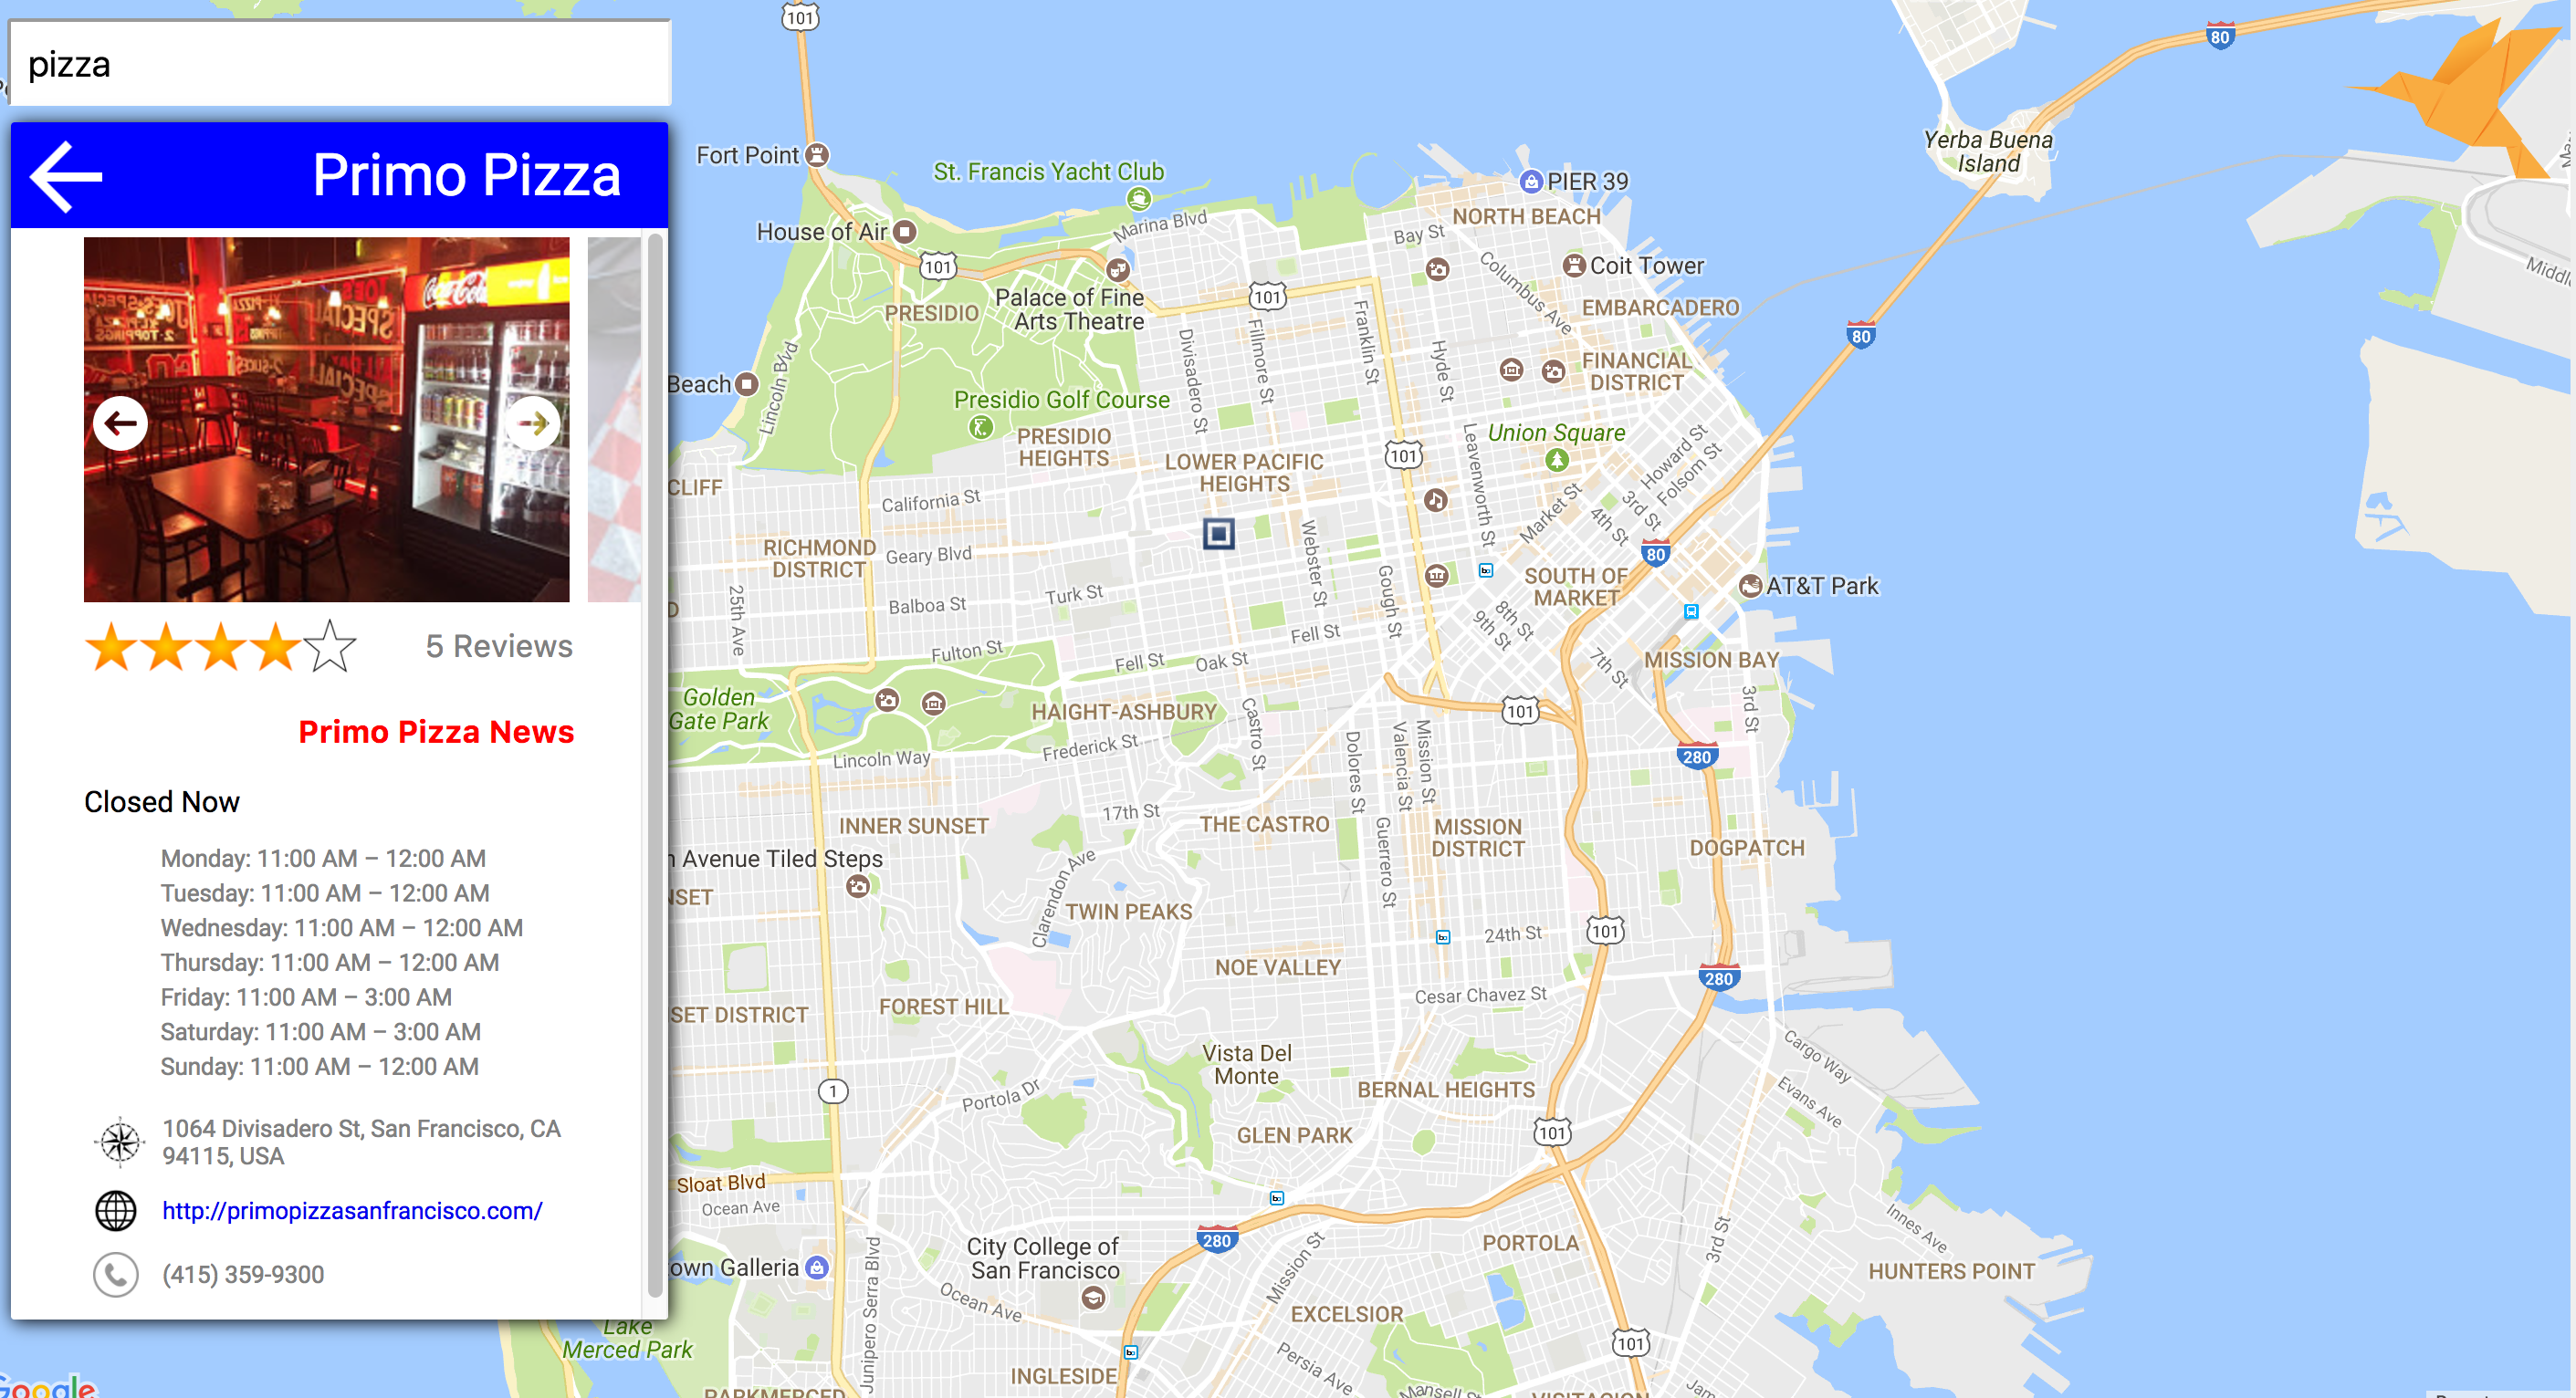 pizza
Primo Pizza
Coca-Cola
SPECIAL
5 Reviews
Primo Pizza News
Closed Now
Monday: 11:00 AM – 12:00 AM
Tuesday: 11:00 AM – 12:00 AM
Wednesday: 11:00 AM – 12:00 AM
Thursday: 11:00 AM – 12:00 AM
Friday: 11:00 AM – 3:00 AM
Saturday: 11:00 AM – 3:00 AM
Sunday: 11:00 AM – 12:00 AM
1064 Divisadero St, San Francisco, CA
94115, USA
http://primopizzasanfrancisco.com/
(415) 359-9300
Google
101
80
Yerba Buena
Island
Fort Point
St. Francis Yacht Club
PIER 39
NORTH BEACH
Marina Blvd
House of Air
Bay St
101
Columbus Ave
Coit Tower
Palace of Fine
Arts Theatre
101
PRESIDIO
EMBARCADERO
80
Lincoln Blvd
Divisadero St
Fillmore St
Franklin St
Hyde St
FINANCIAL
DISTRICT
Beach
Presidio Golf Course
PRESIDIO
HEIGHTS
LOWER PACIFIC
HEIGHTS
101
Leavenworth St
Union Square
Howard St
Folsom St
CLIFF
California St
Market St
3rd St
4th St
RICHMOND
DISTRICT
Geary Blvd
Webster St
80
SOUTH OF
MARKET
AT&T Park
25th Ave
Balboa St
Turk St
Gough St
8th St
9th St
7th St
Fulton St
Fell St
Fell St
Oak St
MISSION BAY
3rd St
Golden
Gate Park
HAIGHT-ASHBURY
Castro St
101
Frederick St
Lincoln Way
Dolores St
Valencia St
Mission St
280
17th St
INNER SUNSET
THE CASTRO
Guerrero St
MISSION
DISTRICT
DOGPATCH
Avenue Tiled Steps
Clarendon Ave
TWIN PEAKS
24th St
101
NOE VALLEY
280
SET DISTRICT
FOREST HILL
Cesar Chavez St
Vista Del
Monte
Cargo Way
1
Portola Dr
BERNAL HEIGHTS
Evans Ave
GLEN PARK
101
Sloat Blvd
Ocean Ave
280
Innes Ave
City College of
San Francisco
Mission St
PORTOLA
3rd St
own Galleria
Junipero Serra Blvd
HUNTERS POINT
Ocean Ave
EXCELSIOR
Lake
Merced Park
101
INGLESIDE
Persia Ave
PARKMERCED
Mansell St
VISITACION